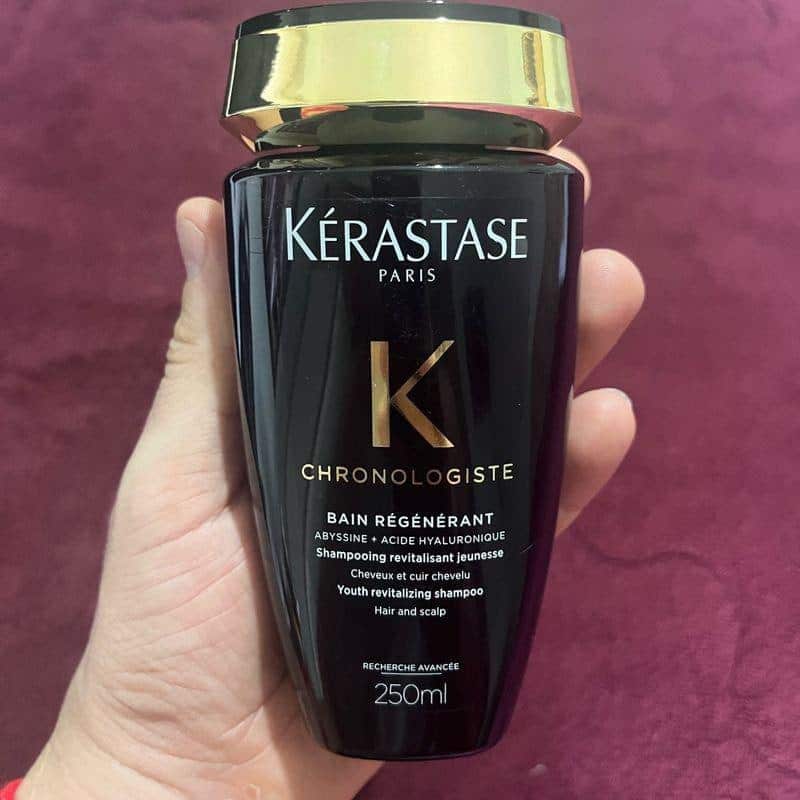 KÉRASTASE
PARIS
K
CHRONOLOGISTE
BAIN RÉGÉNÉRANT
ABYSSINE + ACIDE HYALURONIQUE
Shampooing revitalisant jeunesse
Cheveux et cuir chevelu
Youth revitalizing shampoo
Hair and scalp
RECHERCHE AVANCÉE
250ml